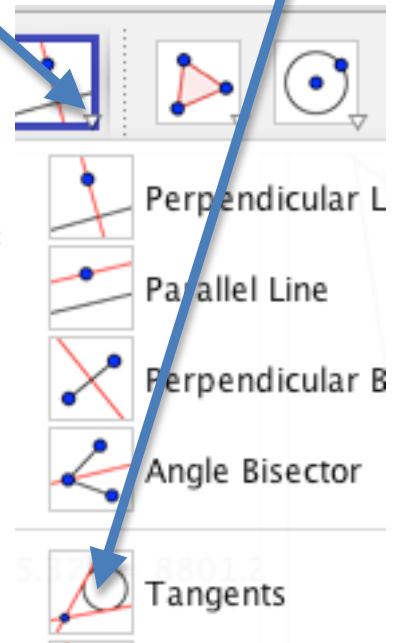 Perpendicular L
Parallel Line
Perpendicular B
Angle Bisector
Tangents